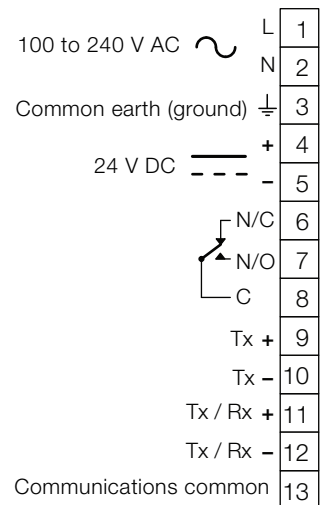 L 1
100 to 240 V AC
N 2
Common earth (ground) 3
+ 4
24 V DC
– 5
N/C 6
N/O 7
C 8
Tx + 9
Tx – 10
Tx / Rx + 11
Tx / Rx – 12
Communications common 13